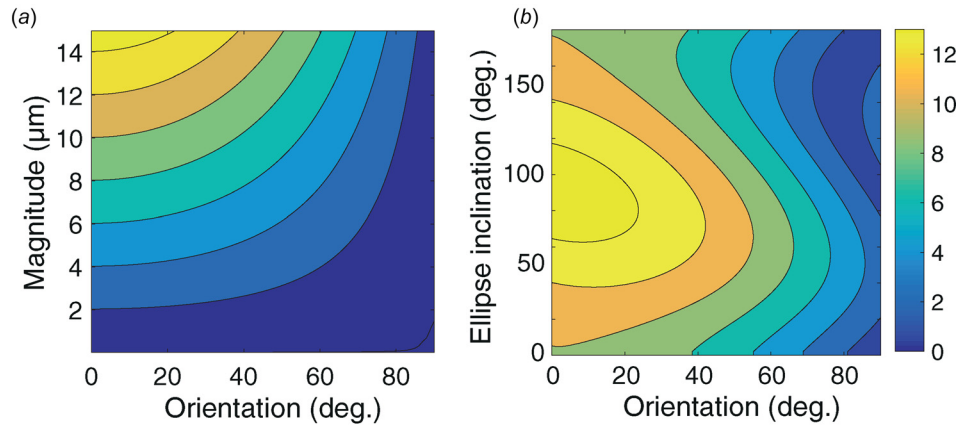 (a)
14
12
10
8
6
4
2
Magnitude (μm)
0 20 40 60 80
Orientation (deg.)
(b)
150
100
50
0
Ellipse inclination (deg.)
0 20 40 60 80
Orientation (deg.)
12
10
8
6
4
2
0